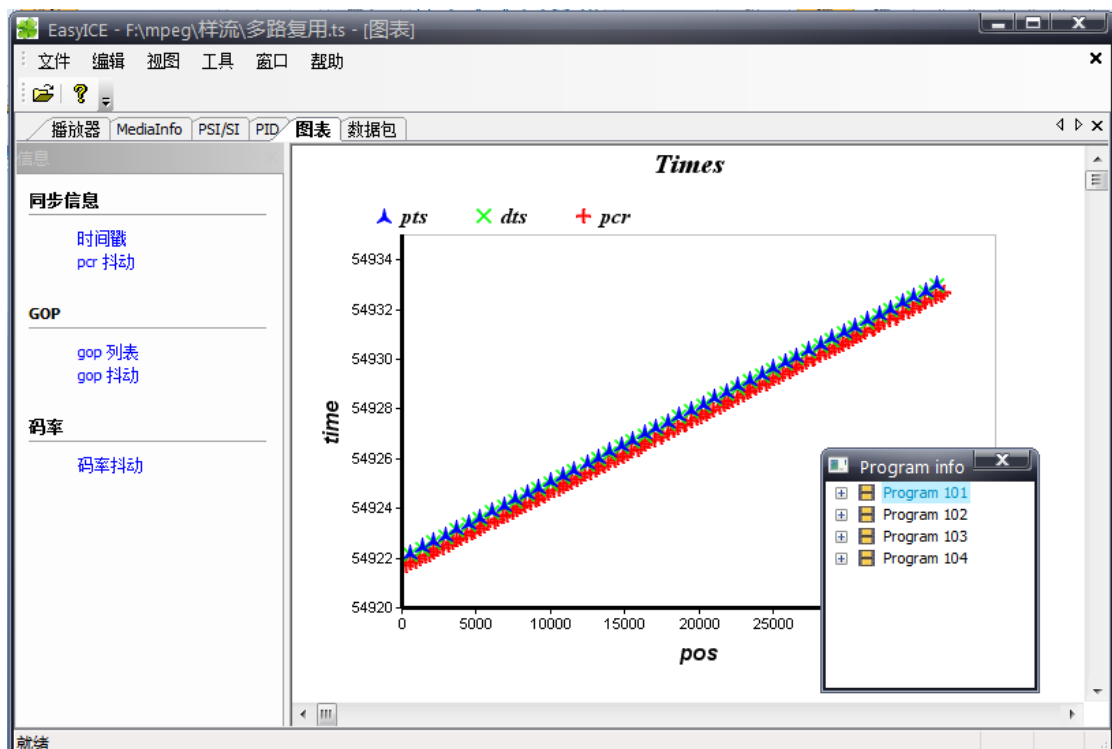 EasyICE - F:\mpeg\样流\多路复用.ts - [图表]
文件 编辑 视图 工具 窗口 帮助
播放器 MediaInfo PSI/SI PID 图表 数据包
信息
同步信息
时间戳
pcr 抖动
GOP
gop 列表
gop 抖动
码率
码率抖动
Times
pts dts pcr
54934
54932
54930
54928
54926
54924
54922
54920
time
0 5000 10000 15000 20000 25000
pos
Program info
Program 101
Program 102
Program 103
Program 104
就绪